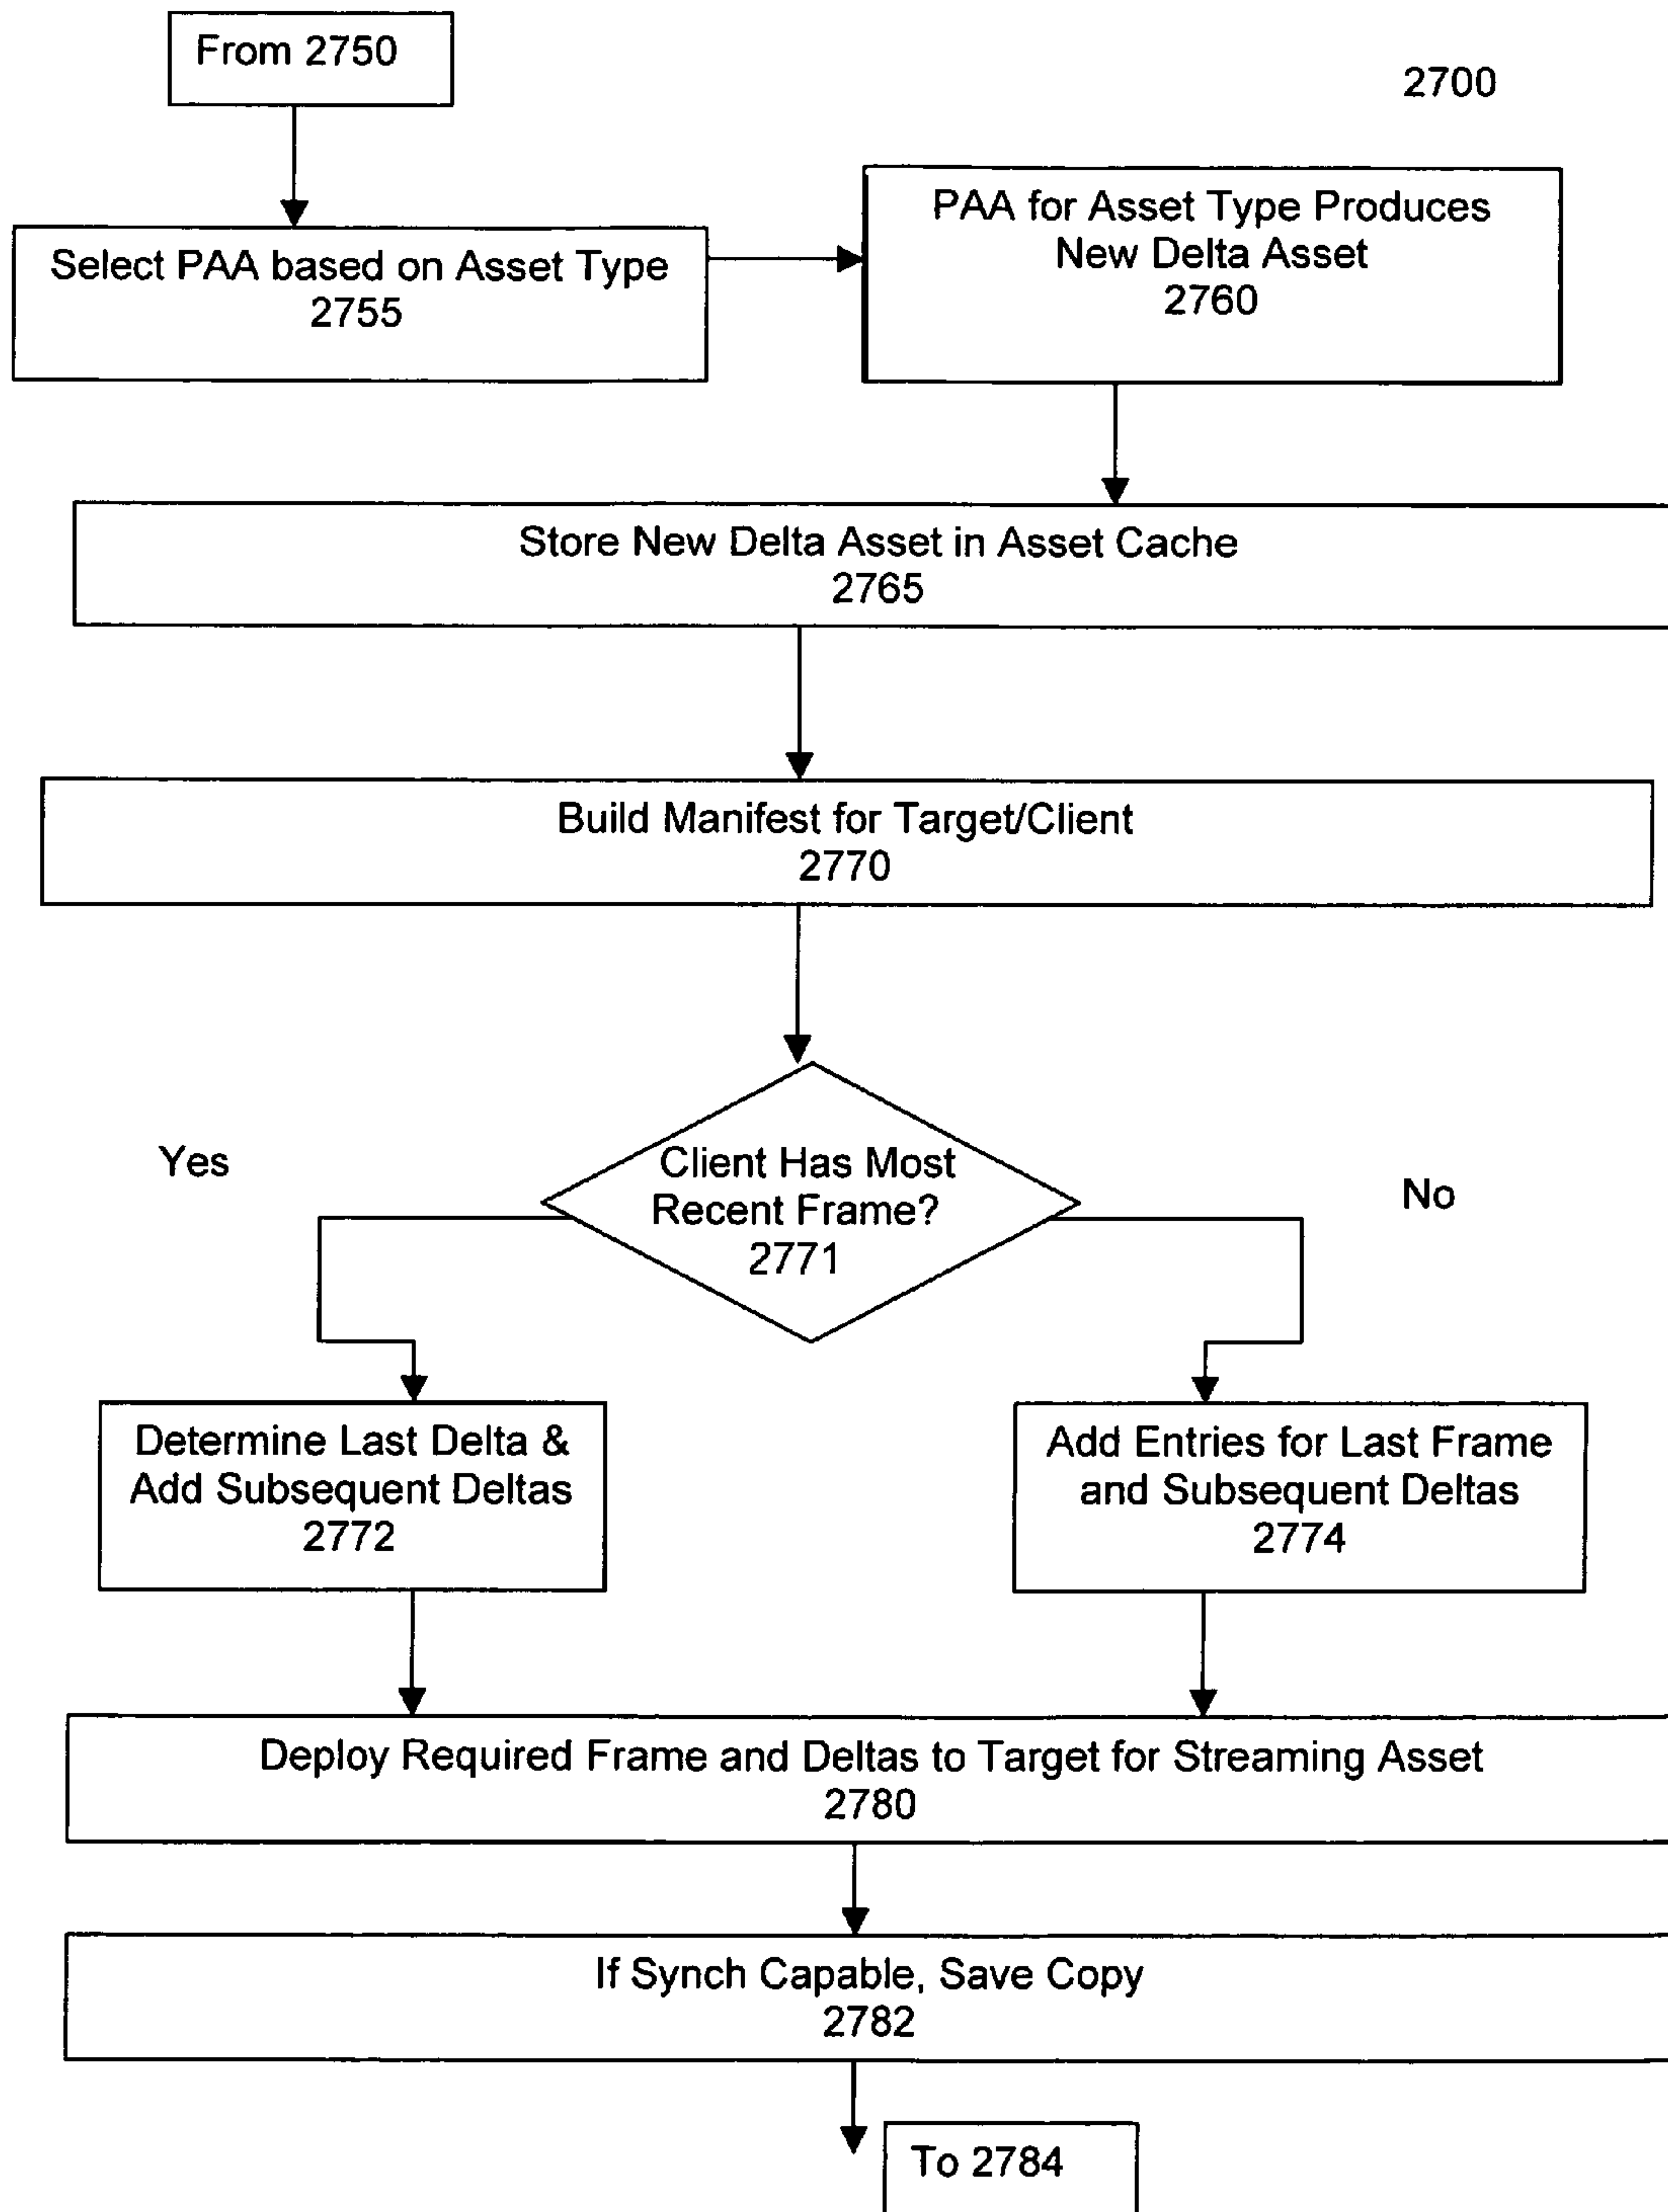 From 2750
2700
Select PAA based on Asset Type
2755
PAA for Asset Type Produces
New Delta Asset
2760
Store New Delta Asset in Asset Cache
2765
Build Manifest for Target/Client
2770
Client Has Most
Recent Frame?
2771
Yes
No
Determine Last Delta &
Add Subsequent Deltas
2772
Add Entries for Last Frame
and Subsequent Deltas
2774
Deploy Required Frame and Deltas to Target for Streaming Asset
2780
If Synch Capable, Save Copy
2782
To 2784